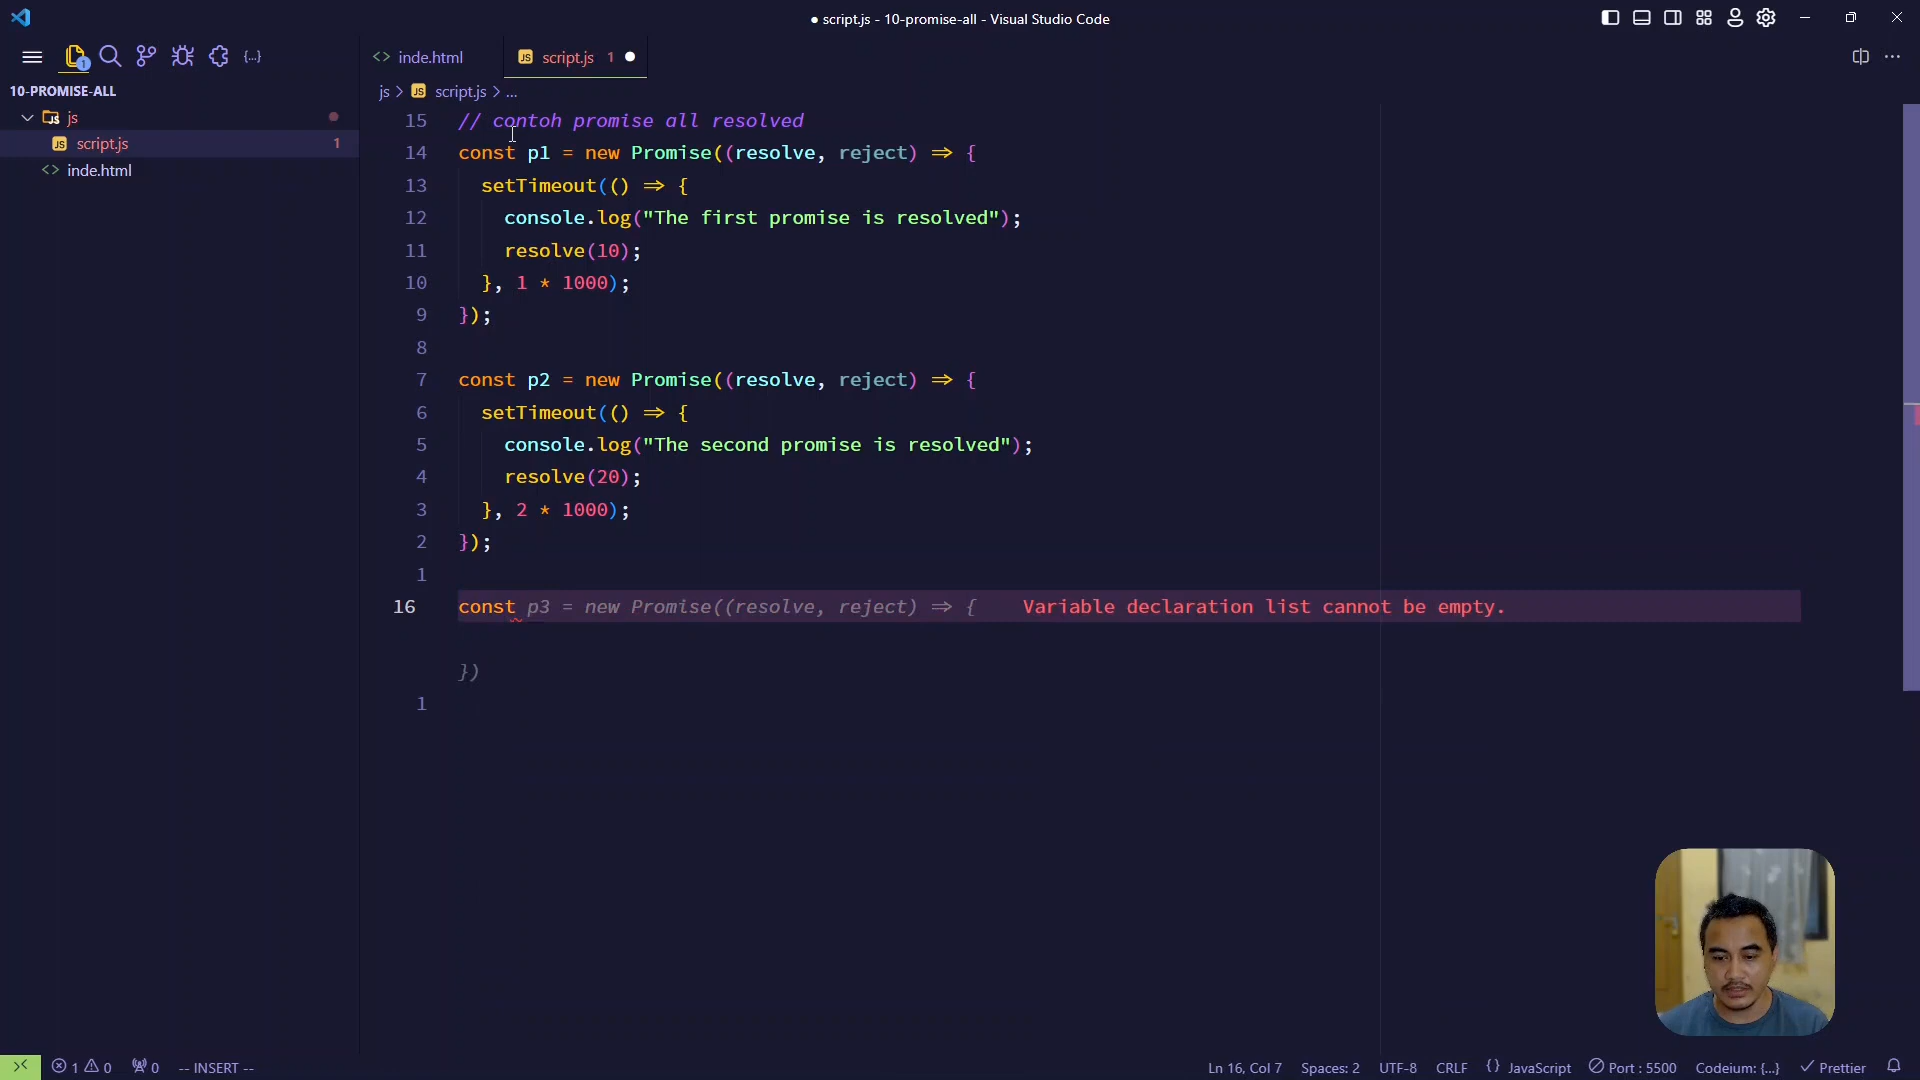 ● script.js - 10-promise-all - Visual Studio Code
1
{...}
inde.html
JS script.js 1
10-PROMISE-ALL
js > JS script.js > ...
JS js
JS script.js 1
inde.html
15 // contoh promise all resolved
14 const p1 = new Promise((resolve, reject) => {
13 setTimeout(() => {
12 console.log("The first promise is resolved");
11 resolve(10);
10 }, 1 * 1000);
9 });
8
7 const p2 = new Promise((resolve, reject) => {
6 setTimeout(() => {
5 console.log("The second promise is resolved");
4 resolve(20);
3 }, 2 * 1000);
2 });
1
16 const p3 = new Promise((resolve, reject) => { Variable declaration list cannot be empty.
})
1
1 0 0 -- INSERT -- Ln 16, Col 7 Spaces: 2 UTF-8 CRLF {} JavaScript Port : 5500 Codeium: {...} Prettier